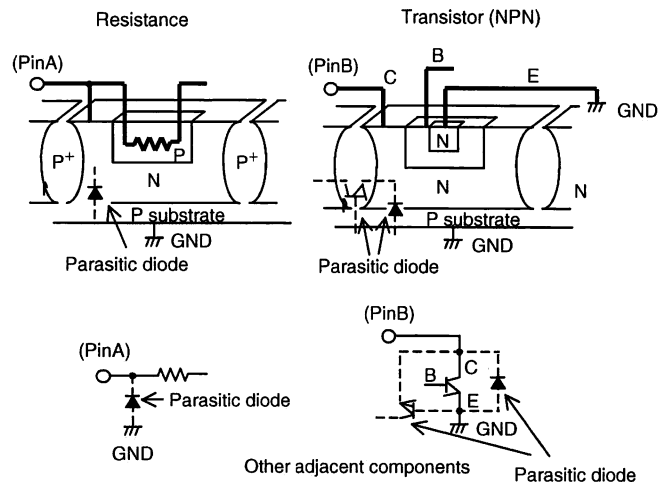 Resistance
Transistor (NPN)
(PinA)
(PinB)
C
B
E
GND
P+
P
P+
N
N
N
N
P substrate
P substrate
GND
GND
Parasitic diode
Parasitic diode
(PinA)
Parasitic diode
GND
(PinB)
C
B
E
GND
Other adjacent components
Parasitic diode